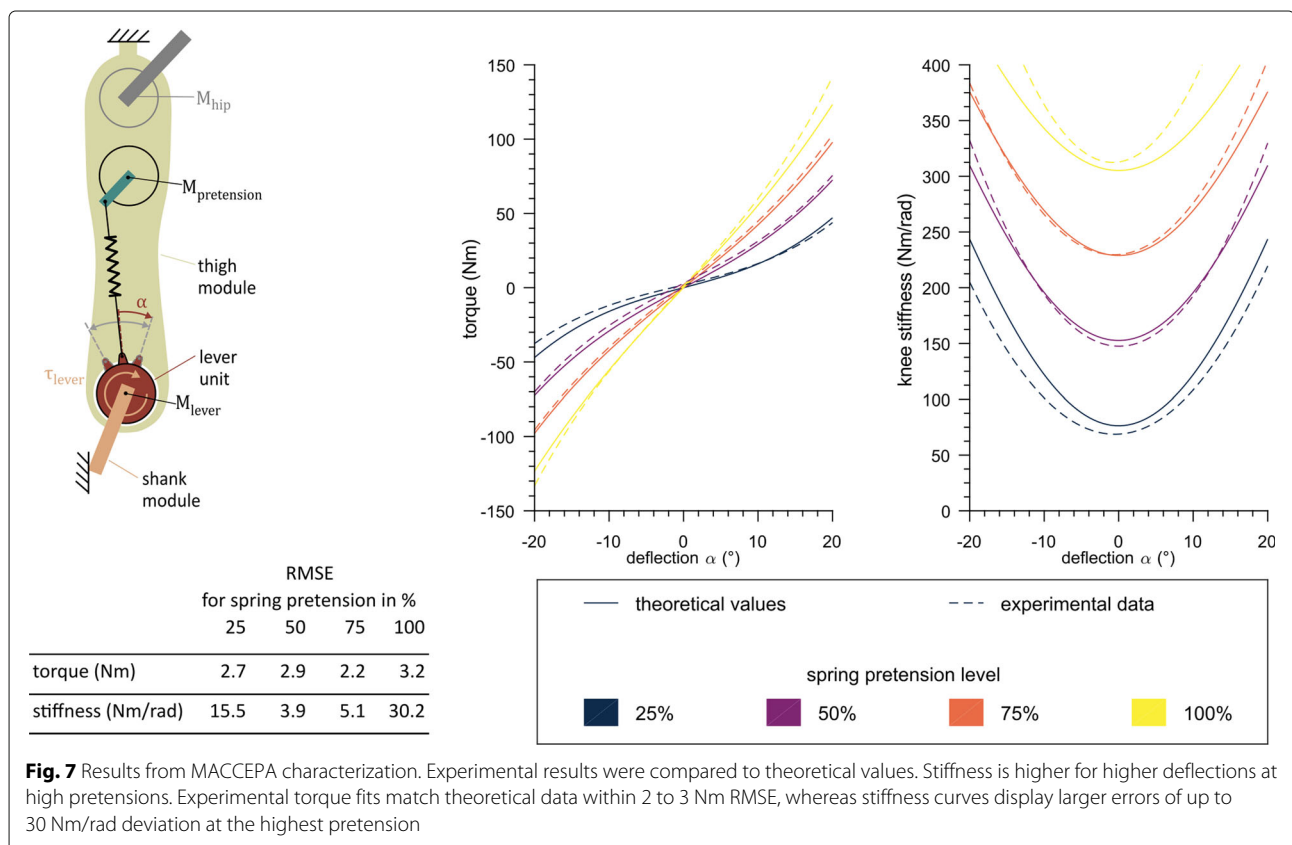 M_hip
M_pretension
thigh
module
α
lever
unit
τ_lever
M_lever
shank
module
RMSE
for spring pretension in %
25 50 75 100
torque (Nm) 2.7 2.9 2.2 3.2
stiffness (Nm/rad) 15.5 3.9 5.1 30.2
torque (Nm)
150
100
50
0
-50
-100
-150
-20 -10 0 10 20
deflection α (°)
knee stiffness (Nm/rad)
400
350
300
250
200
150
100
50
0
-20 -10 0 10 20
deflection α (°)
theoretical values experimental data
spring pretension level
25% 50% 75% 100%
Fig. 7 Results from MACCEPA characterization. Experimental results were compared to theoretical values. Stiffness is higher for higher deflections at
high pretensions. Experimental torque fits match theoretical data within 2 to 3 Nm RMSE, whereas stiffness curves display larger errors of up to
30 Nm/rad deviation at the highest pretension